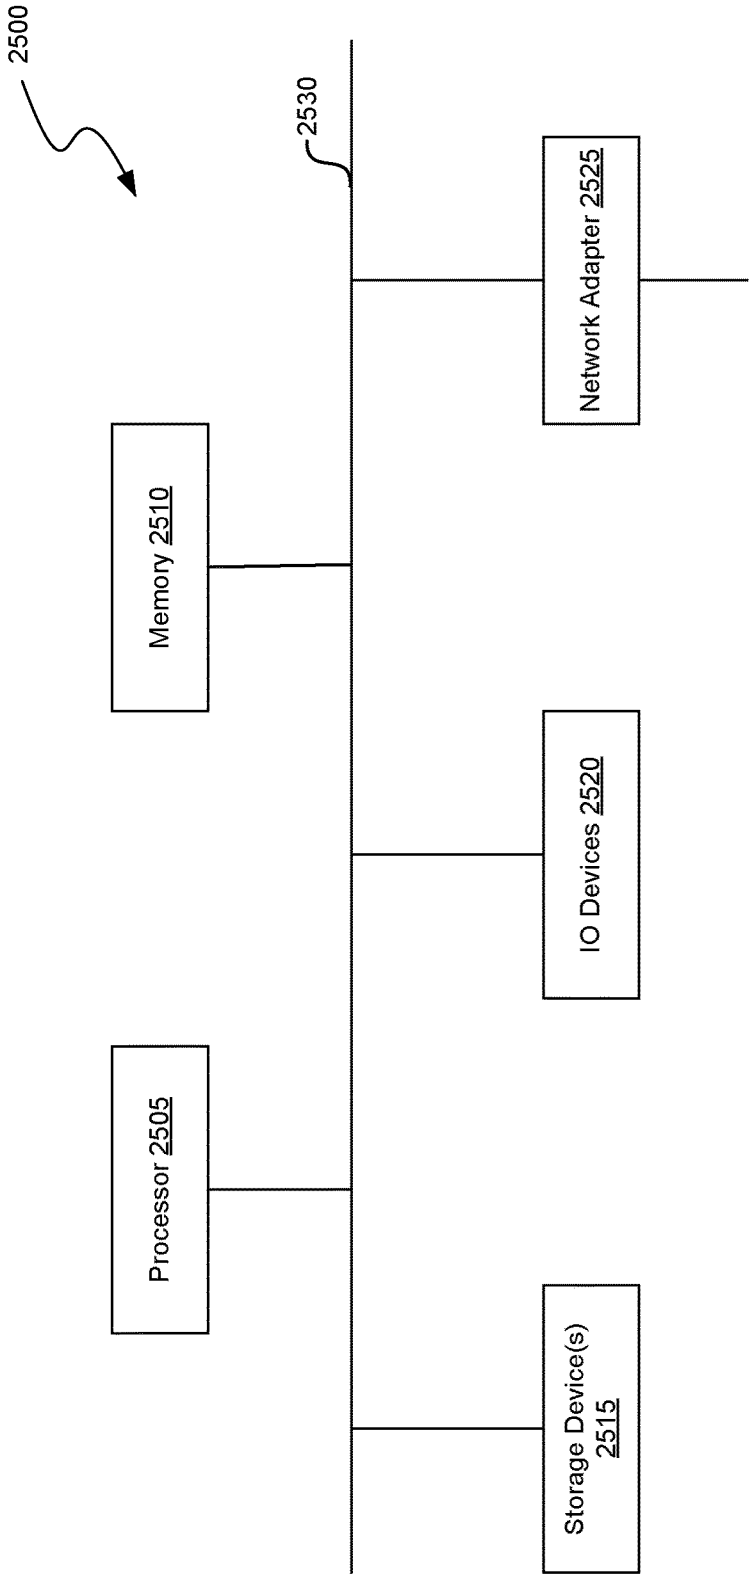 2500
2530
Processor 2505
Memory 2510
Storage Device(s)
2515
IO Devices 2520
Network Adapter 2525